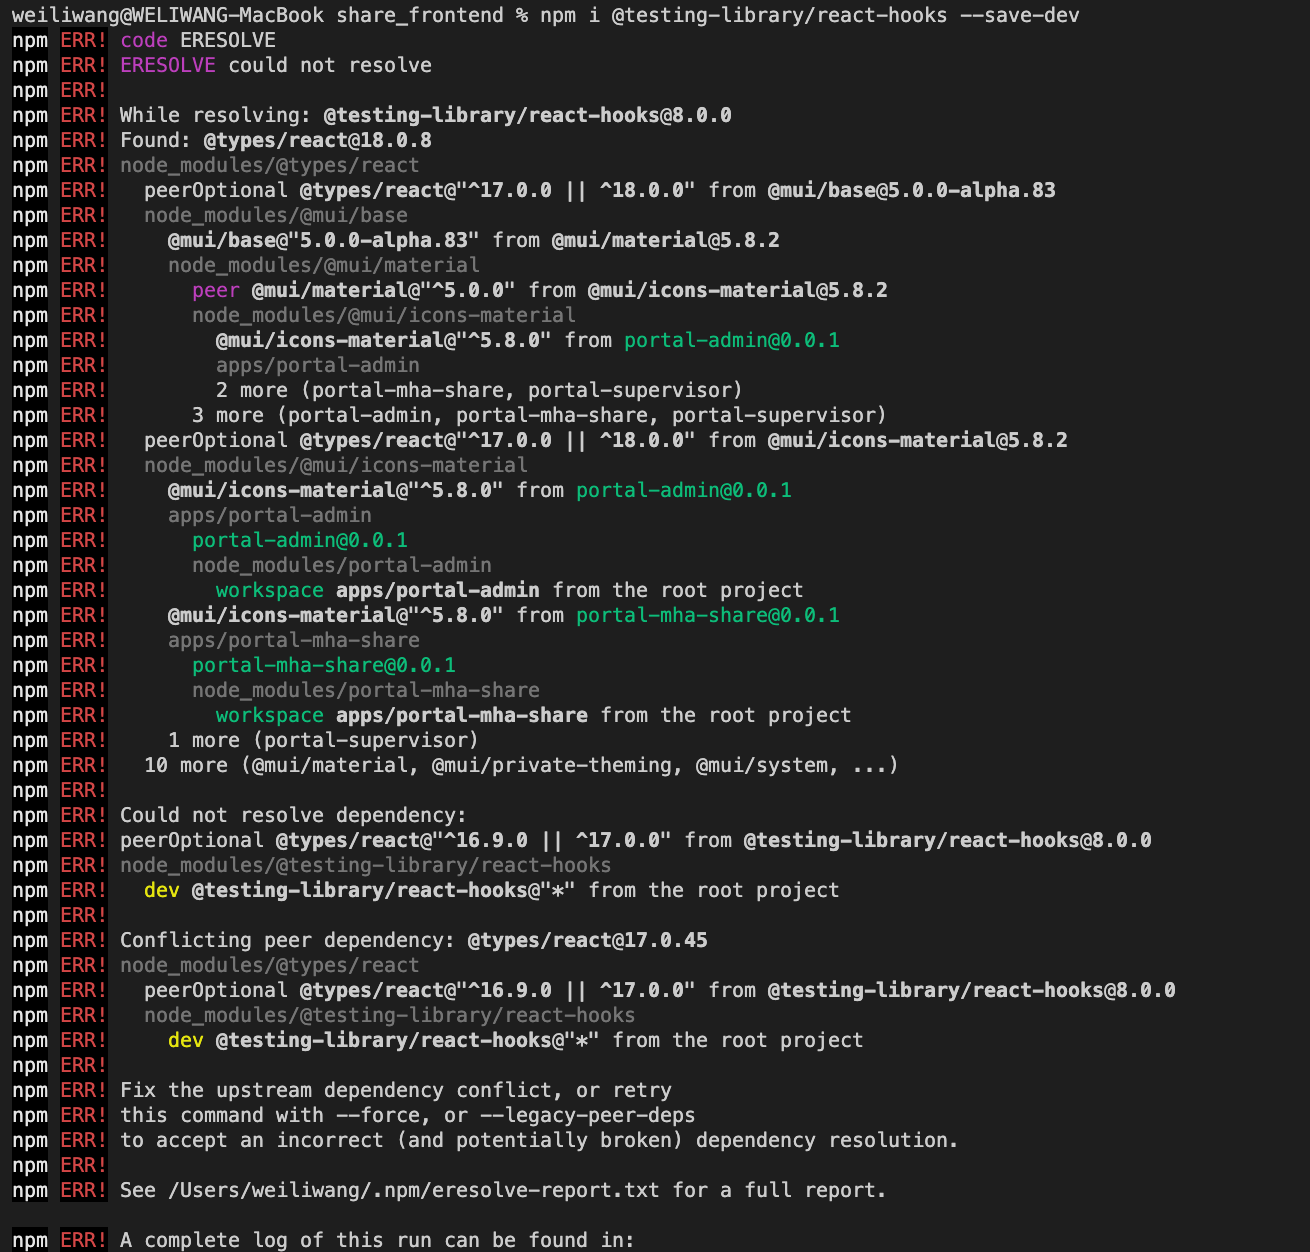 weiliwang@WELIWANG-MacBook share_frontend % npm i @testing-library/react-hooks --save-dev
npm ERR! code ERESOLVE
npm ERR! ERESOLVE could not resolve
npm ERR!
npm ERR! While resolving: @testing-library/react-hooks@8.0.0
npm ERR! Found: @types/react@18.0.8
npm ERR! node_modules/@types/react
npm ERR!   peerOptional @types/react@"^17.0.0 || ^18.0.0" from @mui/base@5.0.0-alpha.83
npm ERR!   node_modules/@mui/base
npm ERR!     @mui/base@"5.0.0-alpha.83" from @mui/material@5.8.2
npm ERR!     node_modules/@mui/material
npm ERR!       peer @mui/material@"^5.0.0" from @mui/icons-material@5.8.2
npm ERR!       node_modules/@mui/icons-material
npm ERR!         @mui/icons-material@"^5.8.0" from portal-admin@0.0.1
npm ERR!         apps/portal-admin
npm ERR!         2 more (portal-mha-share, portal-supervisor)
npm ERR!       3 more (portal-admin, portal-mha-share, portal-supervisor)
npm ERR!   peerOptional @types/react@"^17.0.0 || ^18.0.0" from @mui/icons-material@5.8.2
npm ERR!   node_modules/@mui/icons-material
npm ERR!     @mui/icons-material@"^5.8.0" from portal-admin@0.0.1
npm ERR!     apps/portal-admin
npm ERR!       portal-admin@0.0.1
npm ERR!       node_modules/portal-admin
npm ERR!         workspace apps/portal-admin from the root project
npm ERR!     @mui/icons-material@"^5.8.0" from portal-mha-share@0.0.1
npm ERR!     apps/portal-mha-share
npm ERR!       portal-mha-share@0.0.1
npm ERR!       node_modules/portal-mha-share
npm ERR!         workspace apps/portal-mha-share from the root project
npm ERR!     1 more (portal-supervisor)
npm ERR!   10 more (@mui/material, @mui/private-theming, @mui/system, ...)
npm ERR!
npm ERR! Could not resolve dependency:
npm ERR! peerOptional @types/react@"^16.9.0 || ^17.0.0" from @testing-library/react-hooks@8.0.0
npm ERR! node_modules/@testing-library/react-hooks
npm ERR!   dev @testing-library/react-hooks@"*" from the root project
npm ERR!
npm ERR! Conflicting peer dependency: @types/react@17.0.45
npm ERR! node_modules/@types/react
npm ERR!   peerOptional @types/react@"^16.9.0 || ^17.0.0" from @testing-library/react-hooks@8.0.0
npm ERR!   node_modules/@testing-library/react-hooks
npm ERR!     dev @testing-library/react-hooks@"*" from the root project
npm ERR!
npm ERR! Fix the upstream dependency conflict, or retry
npm ERR! this command with --force, or --legacy-peer-deps
npm ERR! to accept an incorrect (and potentially broken) dependency resolution.
npm ERR!
npm ERR! See /Users/weiliwang/.npm/eresolve-report.txt for a full report.

npm ERR! A complete log of this run can be found in: